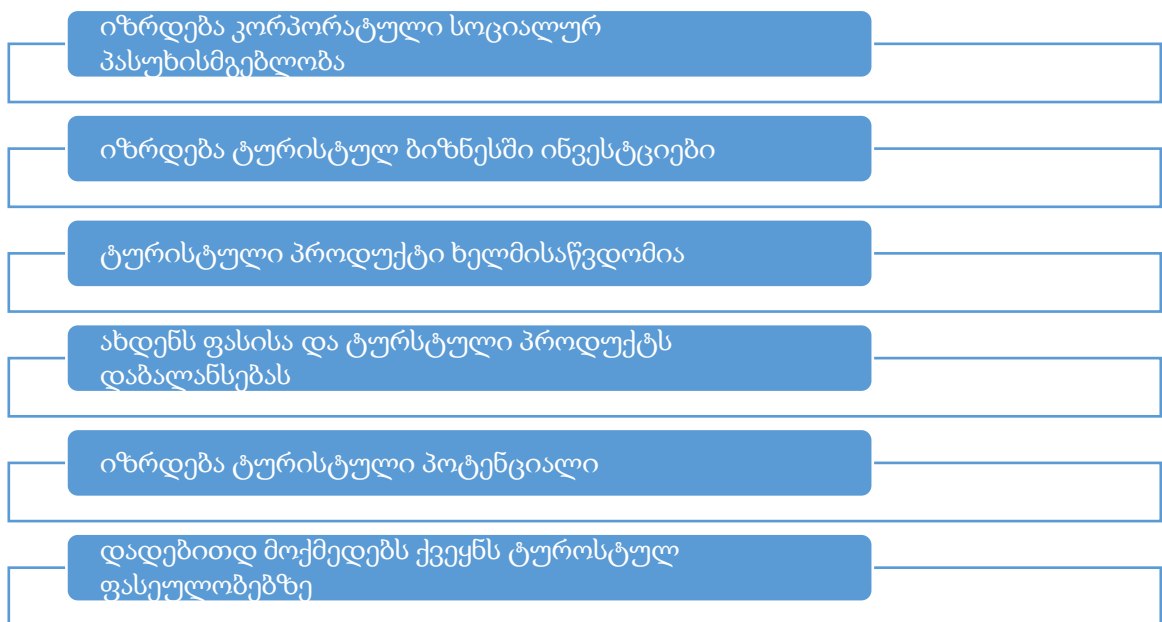 იზრდება კორპორატული სოციალურ
პასუხისმგებლობა
იზრდება ტურისტულ ბიზნესში ინვესტციები
ტურისტული პროდუქტი ხელმისაწვდომია
ახდენს ფასისა და ტურსტული პროდუქტს
დაბალანსებას
იზრდება ტურისტული პოტენციალი
დადებითდ მოქმედებს ქვეყნს ტუროსტულ
ფასეულობებზე